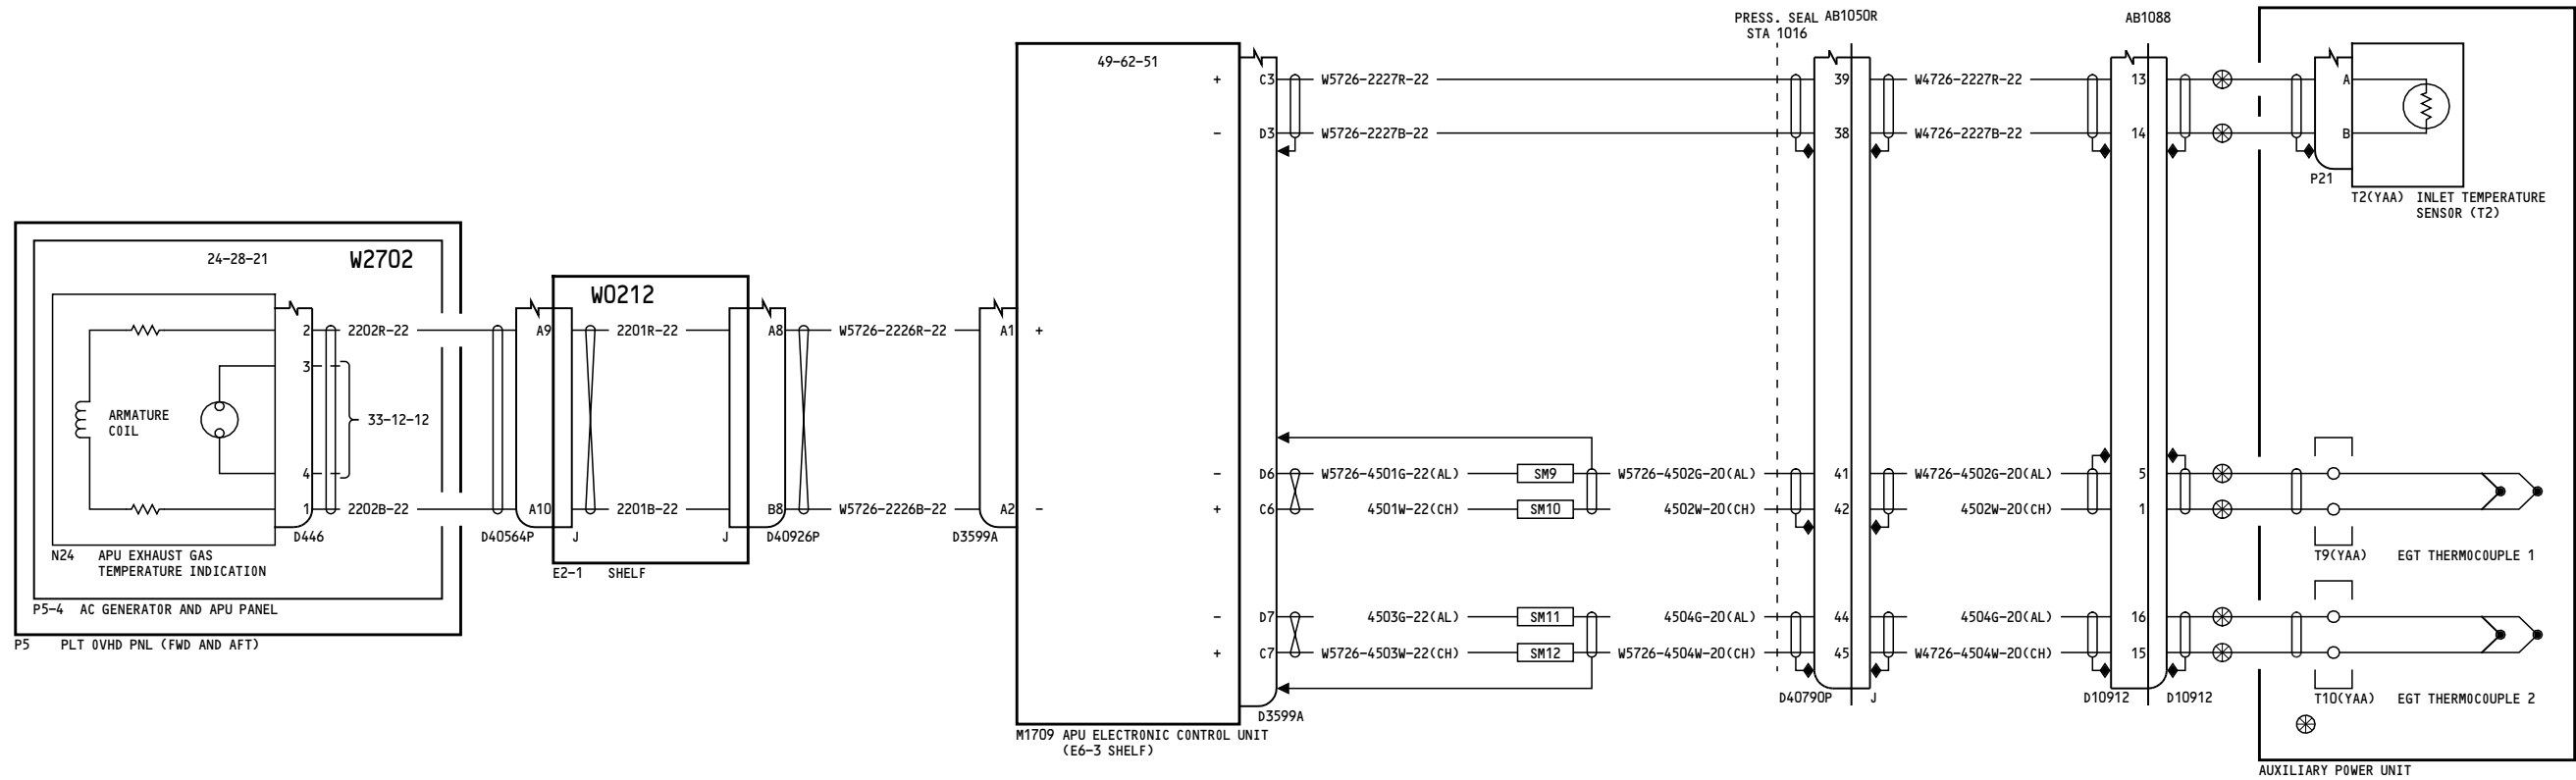 PRESS. SEAL
STA 1016
AB1050R
AB1088
49-62-51
+ C3 W5726-2227R-22 39 W4726-2227R-22 13 A
- D3 W5726-2227B-22 38 W4726-2227B-22 14 B
P21
T2(YAA) INLET TEMPERATURE
SENSOR (T2)
24-28-21 W2702
W0212
2 2202R-22 A9 2201R-22 A8 W5726-2226R-22 A1 +
3
ARMATURE
COIL
33-12-12
4
1 2202B-22 A10 2201B-22 B8 W5726-2226B-22 A2 -
D446 D40564P J J D40926P D3599A
N24 APU EXHAUST GAS
TEMPERATURE INDICATION
E2-1 SHELF
P5-4 AC GENERATOR AND APU PANEL
P5 PLT OVHD PNL (FWD AND AFT)
- D6 W5726-4501G-22(AL) SM9 W5726-4502G-20(AL) 41 W4726-4502G-20(AL) 5
+ C6 4501W-22(CH) SM10 4502W-20(CH) 42 4502W-20(CH) 1
T9(YAA) EGT THERMOCOUPLE 1
- D7 4503G-22(AL) SM11 4504G-20(AL) 44 4504G-20(AL) 16
+ C7 W5726-4503W-22(CH) SM12 W5726-4504W-20(CH) 45 W4726-4504W-20(CH) 15
D40790P J D10912 D10912
T10(YAA) EGT THERMOCOUPLE 2
D3599A
M1709 APU ELECTRONIC CONTROL UNIT
(E6-3 SHELF)
AUXILIARY POWER UNIT